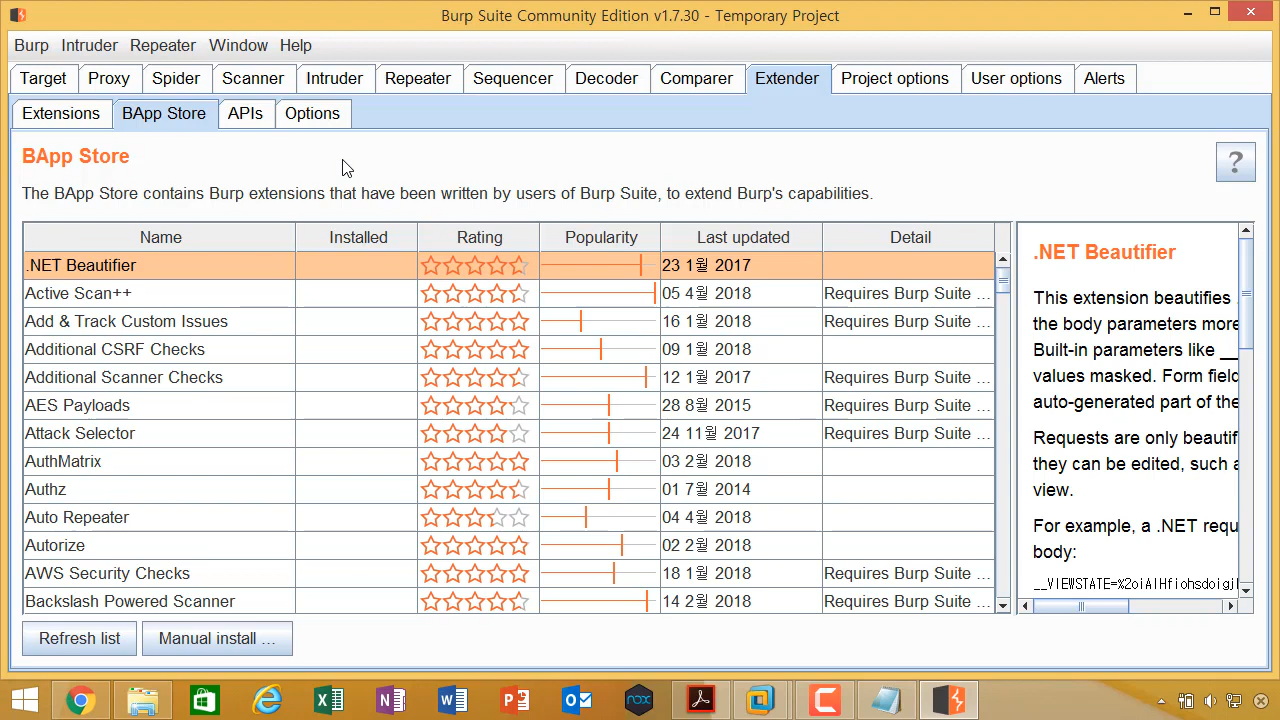 Burp Suite Community Edition v1.7.30 - Temporary Project
Burp Intruder Repeater Window Help
Target Proxy Spider Scanner Intruder Repeater Sequencer Decoder Comparer Extender Project options User options Alerts
Extensions BApp Store APIs Options
BApp Store
?
The BApp Store contains Burp extensions that have been written by users of Burp Suite, to extend Burp's capabilities.
Name Installed Rating Popularity Last updated Detail
.NET Beautifier 23 1월 2017
Active Scan++ 05 4월 2018 Requires Burp Suite ...
Add & Track Custom Issues 16 1월 2018 Requires Burp Suite ...
Additional CSRF Checks 09 1월 2018
Additional Scanner Checks 12 1월 2017 Requires Burp Suite ...
AES Payloads 28 8월 2015 Requires Burp Suite ...
Attack Selector 24 11월 2017 Requires Burp Suite ...
AuthMatrix 03 2월 2018
Authz 01 7월 2014
Auto Repeater 04 4월 2018
Autorize 02 2월 2018
AWS Security Checks 18 1월 2018 Requires Burp Suite ...
Backslash Powered Scanner 14 2월 2018 Requires Burp Suite ...
.NET Beautifier
This extension beautifies
the body parameters more
Built-in parameters like __
values masked. Form field
auto-generated part of the
Requests are only beautif
they can be edited, such a
view.
For example, a .NET requ
body:
__VIEWSTATE=%2oiAlHfiohsdoigil
Refresh list Manual install ...
nox